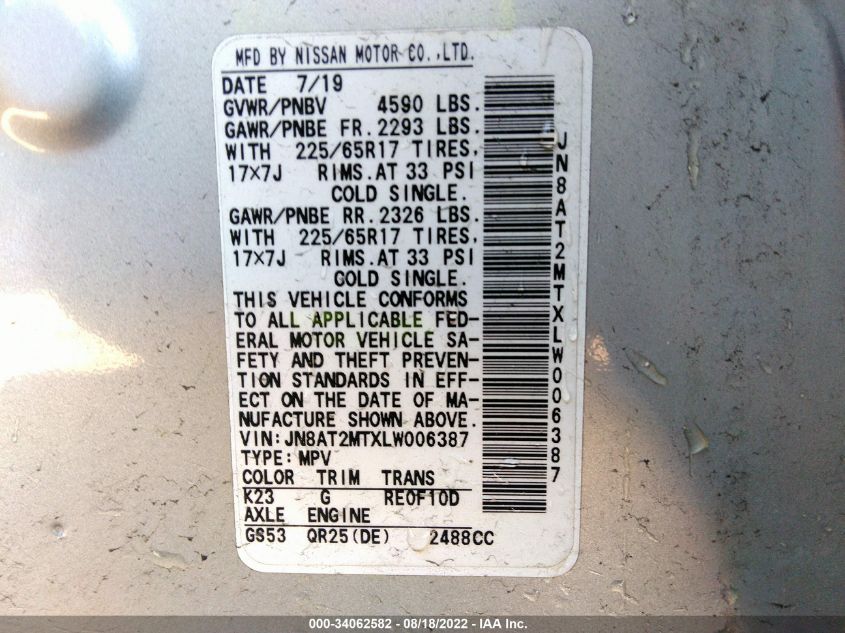 MFD BY NISSAN MOTOR CO.,LTD.
DATE 7/19
GVWR/PNBV 4590 LBS.
GAWR/PNBE FR. 2293 LBS.
WITH 225/65R17 TIRES,
17×7J RIMS. AT 33 PSI
COLD SINGLE.
GAWR/PNBE RR. 2326 LBS.
WITH 225/65R17 TIRES,
17×7J RIMS. AT 33 PSI
COLD SINGLE.
THIS VEHICLE CONFORMS
TO ALL APPLICABLE FED-
ERAL MOTOR VEHICLE SA-
FETY AND THEFT PREVEN-
TION STANDARDS IN EFF-
ECT ON THE DATE OF MA-
NUFACTURE SHOWN ABOVE.
VIN: JN8AT2MTXLW006387
TYPE: MPV
COLOR TRIM TRANS
K23 G RE0F10D
AXLE ENGINE
GS53 QR25(DE) 2488CC
JN8AT2MTXLW006387
000-34062582 - 08/18/2022 - IAA Inc.